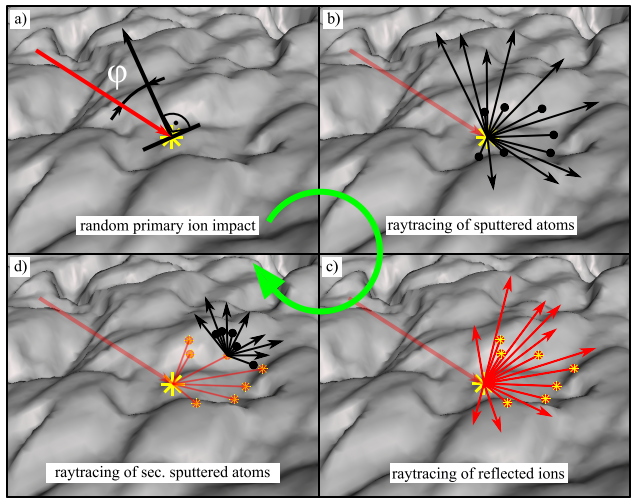 a)
φ
random primary ion impact
b)
raytracing of sputtered atoms
d)
raytracing of sec. sputtered atoms
c)
raytracing of reflected ions